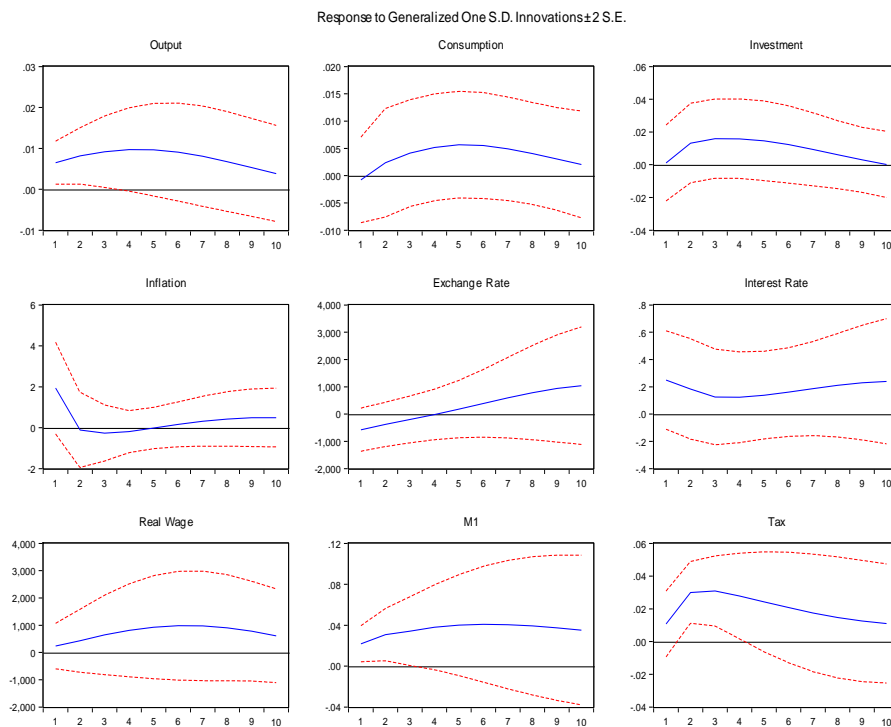 Response to Generalized One S.D. Innovations ± 2 S.E.
Output
Consumption
Investment
.03
.02
.01
.00
-.01
1 2 3 4 5 6 7 8 9 10
.020
.015
.010
.005
.000
-.005
-.010
1 2 3 4 5 6 7 8 9 10
.06
.04
.02
.00
-.02
-.04
1 2 3 4 5 6 7 8 9 10
Inflation
Exchange Rate
Interest Rate
6
4
2
0
-2
1 2 3 4 5 6 7 8 9 10
4,000
3,000
2,000
1,000
0
-1,000
-2,000
1 2 3 4 5 6 7 8 9 10
.8
.6
.4
.2
.0
-.2
-.4
1 2 3 4 5 6 7 8 9 10
Real Wage
M1
Tax
4,000
3,000
2,000
1,000
0
-1,000
-2,000
1 2 3 4 5 6 7 8 9 10
.12
.08
.04
.00
-.04
1 2 3 4 5 6 7 8 9 10
.06
.04
.02
.00
-.02
-.04
1 2 3 4 5 6 7 8 9 10